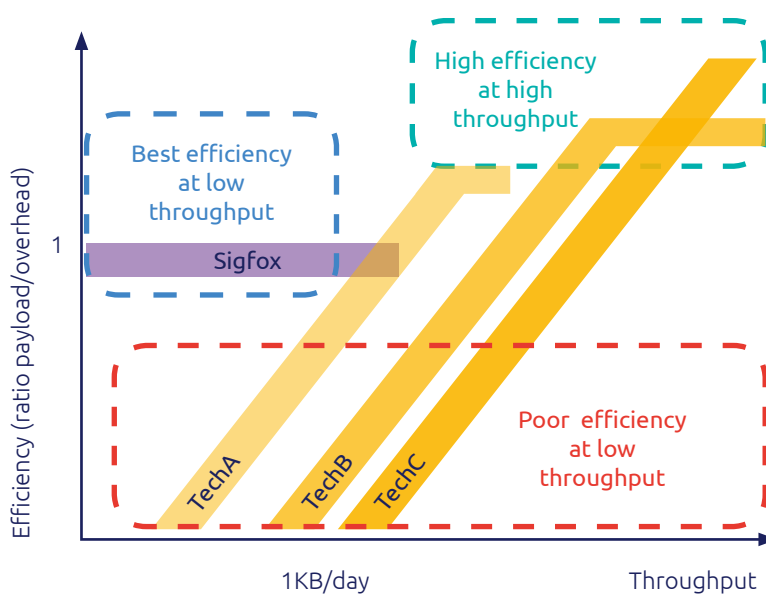 High efficiency
at high
throughput
Best efficiency
at low
throughput
Efficiency (ratio payload/overhead)
1
Sigfox
Poor efficiency
at low
throughput
TechA
TechB
TechC
1KB/day
Throughput